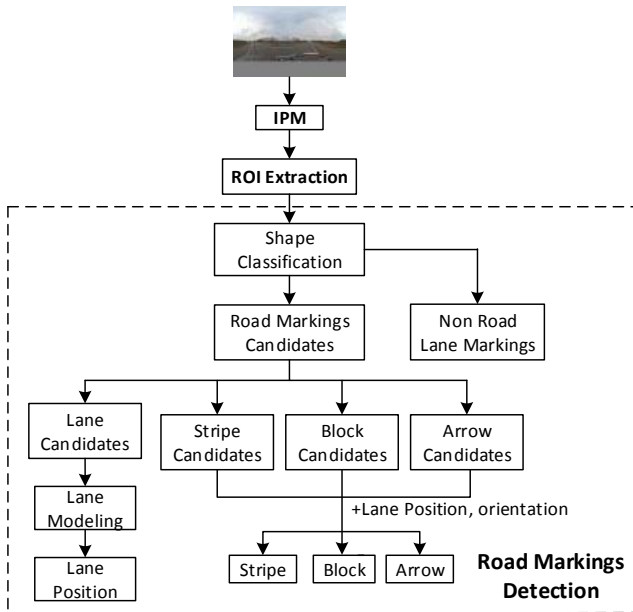 IPM
ROI Extraction
Shape
Classification
Road Markings
Candidates
Non Road
Lane Markings
Lane
Candidates
Stripe
Candidates
Block
Candidates
Arrow
Candidates
Lane
Modeling
+Lane Position, orientation
Lane
Position
Stripe
Block
Arrow
Road Markings
Detection